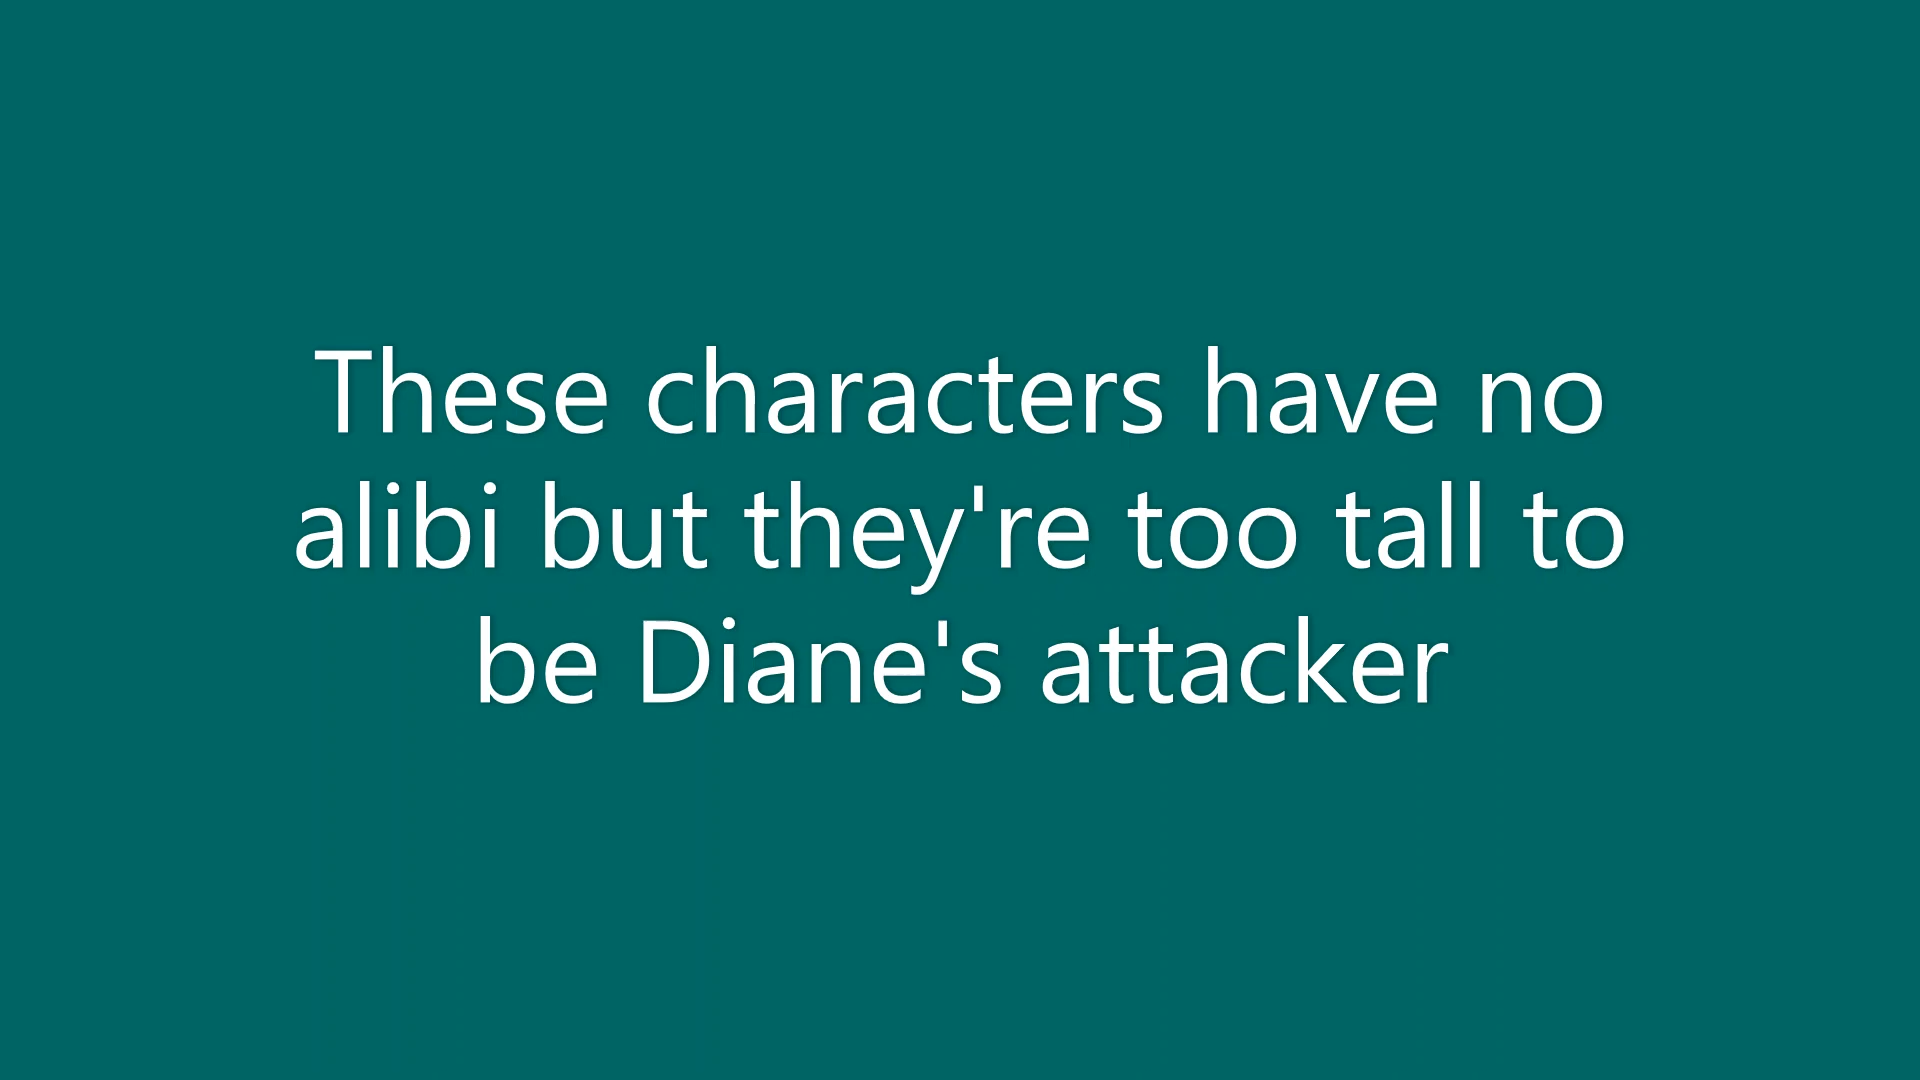 These characters have no
alibi but they're too tall to
be Diane's attacker